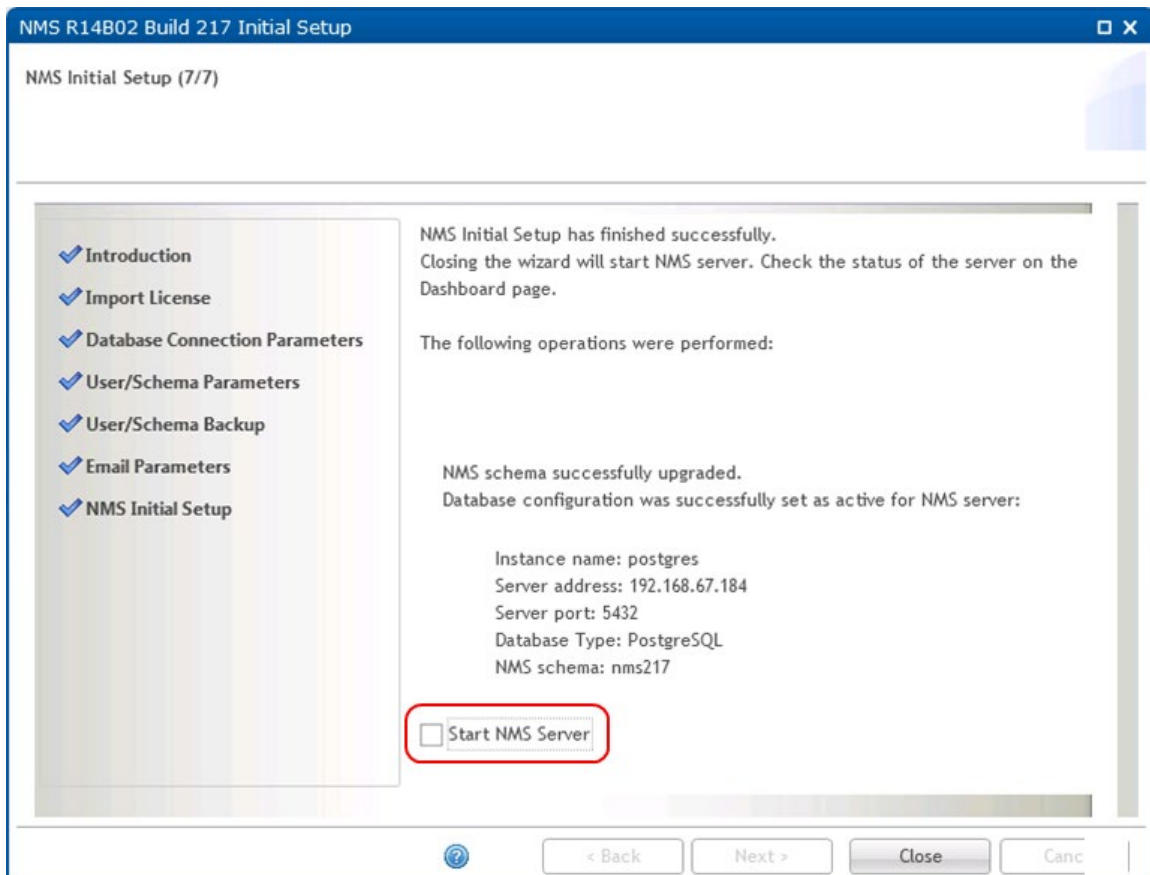 NMS R14B02 Build 217 Initial Setup
NMS Initial Setup (7/7)
Introduction
Import License
Database Connection Parameters
User/Schema Parameters
User/Schema Backup
Email Parameters
NMS Initial Setup
NMS Initial Setup has finished successfully.
Closing the wizard will start NMS server. Check the status of the server on the
Dashboard page.
The following operations were performed:
NMS schema successfully upgraded.
Database configuration was successfully set as active for NMS server:
Instance name: postgres
Server address: 192.168.67.184
Server port: 5432
Database Type: PostgreSQL
NMS schema: nms217
Start NMS Server
< Back
Next >
Close
Canc